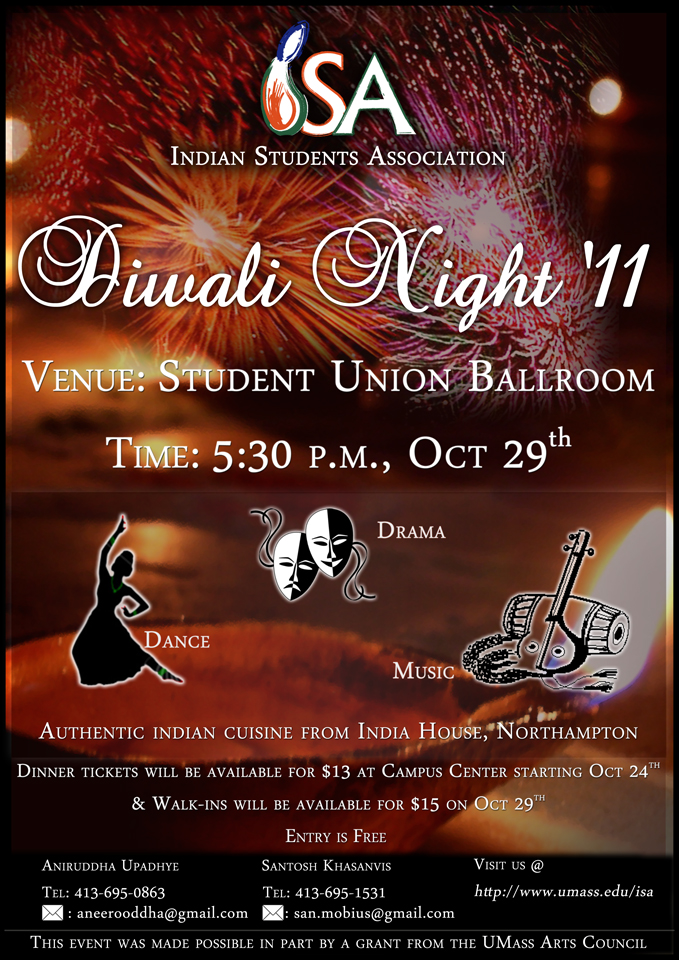 ISA
Indian Students Association
Diwali Night '11
Venue: Student Union Ballroom
Time: 5:30 p.m., Oct 29th
Drama
Dance
Music
Authentic indian cuisine from India House, Northampton
Dinner tickets will be available for $13 at Campus Center starting Oct 24th
& Walk-ins will be available for $15 on Oct 29th
Entry is Free
Aniruddha Upadhye
Tel: 413-695-0863
: aneerooddha@gmail.com
Santosh Khasanvis
Tel: 413-695-1531
: san.mobius@gmail.com
Visit us @
http://www.umass.edu/isa
This event was made possible in part by a grant from the UMass Arts Council